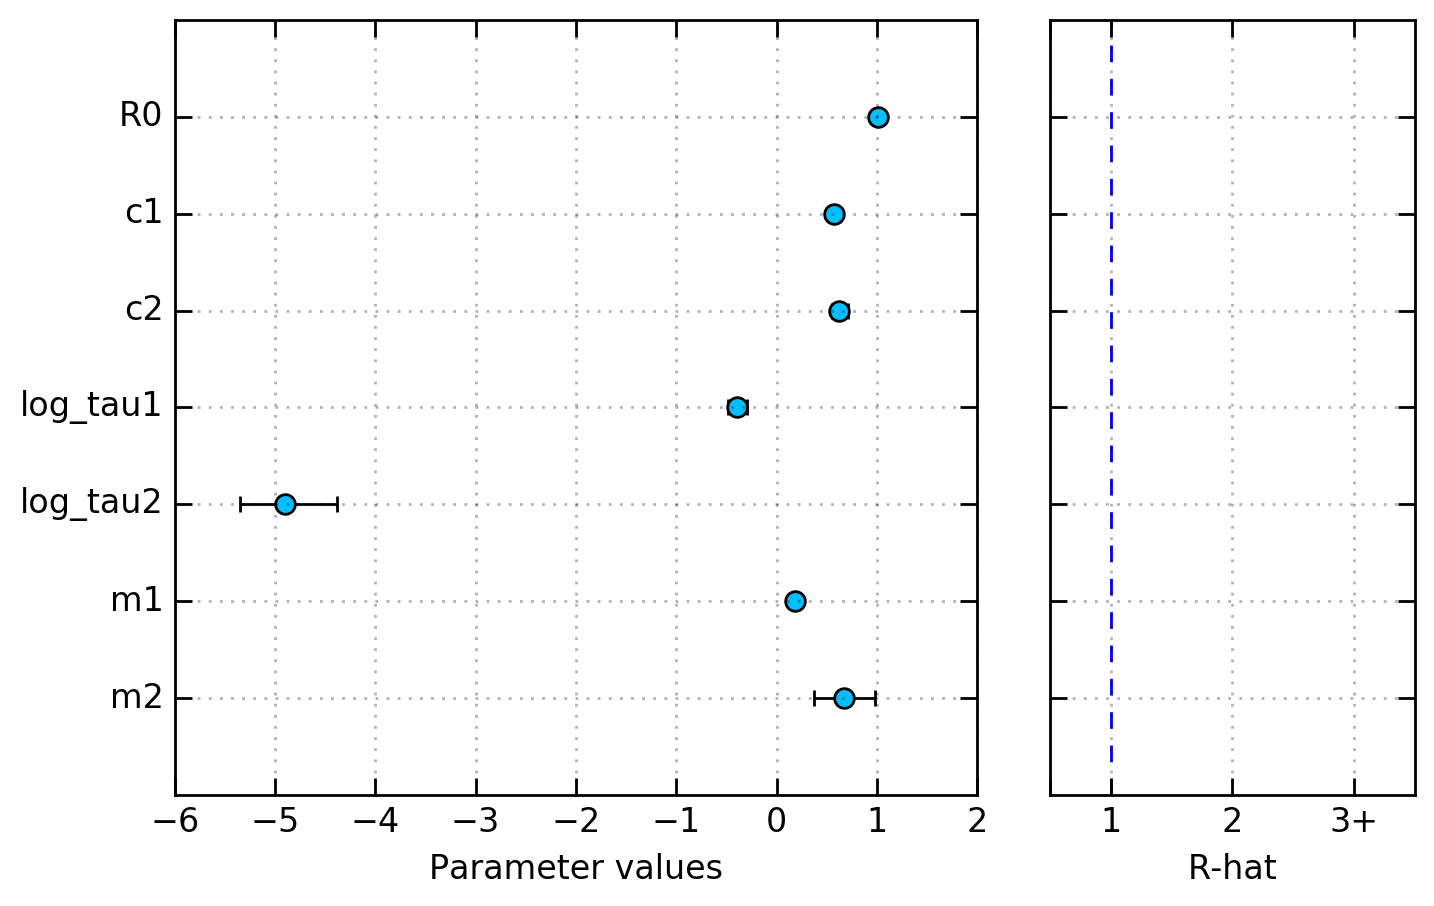 R0
c1
c2
log_tau1
log_tau2
m1
m2
−6 −5 −4 −3 −2 −1 0 1 2
Parameter values
1 2 3+
R-hat